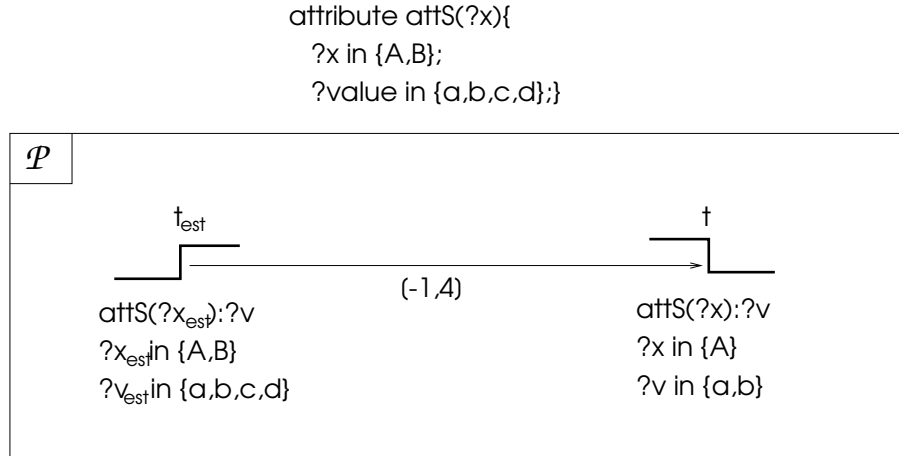 attribute attS(?x){
?x in {A,B};
?value in {a,b,c,d};}
P
t_est
t
(-1,4)
attS(?x_est):?v
?x_est in {A,B}
?v_est in {a,b,c,d}
attS(?x):?v
?x in {A}
?v in {a,b}